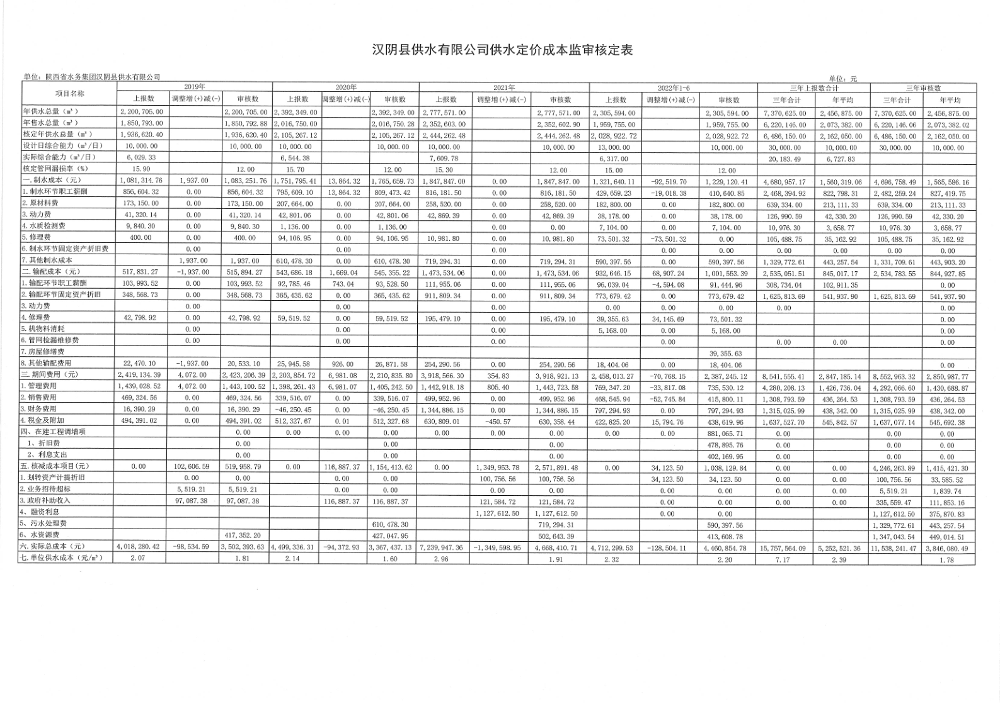 汉阴县供水有限公司供水定价成本监审核定表
单位：陕西省水务集团汉阴县供水有限公司 单位：元
项目名称 2019年 2020年 2021年 2022年1-6 三年上报数合计 三年审核数
上报数 调整增(+)减(-) 审核数 上报数 调整增(+)减(-) 审核数 上报数 调整增(+)减(-) 审核数 上报数 调整增(+)减(-) 审核数 三年合计 年平均 三年合计 年平均
年供水总量（m³） 2,200,705.00 2,200,705.00 2,392,349.00 2,392,349.00 2,777,571.00 2,777,571.00 2,305,594.00 2,305,594.00 7,370,625.00 2,456,875.00 7,370,625.00 2,456,875.00
年售水总量（m³） 1,850,793.00 1,850,792.88 2,016,750.00 2,016,750.28 2,352,603.00 2,352,602.90 1,959,755.00 1,959,755.00 6,220,146.00 2,073,382.00 6,220,146.06 2,073,382.02
核定年供水总量（m³） 1,936,620.40 1,936,620.40 2,105,267.12 2,105,267.12 2,444,262.48 2,444,262.48 2,028,922.72 2,028,922.72 6,486,150.00 2,162,050.00 6,486,150.00 2,162,050.00
设计日综合能力（m³/日） 10,000.00 10,000.00 10,000.00 10,000.00 10,000.00 10,000.00 13,000.00 10,000.00 30,000.00 10,000.00 30,000.00 10,000.00
实际综合能力（m³/日） 6,029.33 6,544.38 7,609.78 6,317.00 20,183.49 6,727.83
核定管网漏损率（%） 15.90 12.00 15.70 12.00 15.30 12.00 15.00 12.00
一.制水成本（元） 1,081,314.76 1,937.00 1,083,251.76 1,751,795.41 13,864.32 1,765,659.73 1,847,847.00 0.00 1,847,847.00 1,321,640.11 -92,519.70 1,229,120.41 4,680,957.17 1,560,319.06 4,696,758.49 1,565,586.16
1.制水环节职工薪酬 856,604.32 0.00 856,604.32 795,609.10 13,864.32 809,473.42 816,181.50 0.00 816,181.50 429,659.23 -19,018.38 410,640.85 2,468,394.92 822,798.31 2,482,259.24 827,419.75
2.原材料费 173,150.00 0.00 173,150.00 207,664.00 0.00 207,664.00 258,520.00 0.00 258,520.00 182,800.00 0.00 182,800.00 639,334.00 213,111.33 639,334.00 213,111.33
3.动力费 41,320.14 0.00 41,320.14 42,801.06 0.00 42,801.06 42,869.39 0.00 42,869.39 38,178.00 0.00 38,178.00 126,990.59 42,330.20 126,990.59 42,330.20
4.水质检测费 9,840.30 0.00 9,840.30 1,136.00 0.00 1,136.00 0.00 0.00 7,104.00 0.00 7,104.00 10,976.30 3,658.77 10,976.30 3,658.77
5.修理费 400.00 0.00 400.00 94,106.95 0.00 94,106.95 10,981.80 0.00 10,981.80 73,501.32 -73,501.32 0.00 105,488.75 35,162.92 105,488.75 35,162.92
6.制水环节固定资产折旧费 0.00 0.00 0.00 0.00 0.00 0.00 0.00 0.00 0.00
7.其他制水成本 1,937.00 1,937.00 610,478.30 0.00 610,478.30 719,294.31 0.00 719,294.31 590,397.56 0.00 590,397.56 1,329,772.61 443,257.54 1,331,709.61 443,903.20
二.输配成本（元） 517,831.27 -1,937.00 515,894.27 543,686.18 1,669.04 545,355.22 1,473,534.06 0.00 1,473,534.06 932,646.15 68,907.24 1,001,553.39 2,535,051.51 845,017.17 2,534,783.55 844,927.85
1.输配环节职工薪酬 103,993.52 0.00 103,993.52 92,785.46 743.04 93,528.50 111,955.06 0.00 111,955.06 96,039.04 -4,594.08 91,444.96 308,734.04 102,911.35 0.00
2.输配环节固定资产折旧 348,568.73 0.00 348,568.73 365,435.62 0.00 365,435.62 911,809.34 0.00 911,809.34 773,679.42 0.00 773,679.42 1,625,813.69 541,937.90 1,625,813.69 541,937.90
3.动力费 0.00 0.00 0.00 0.00 0.00 0.00 0.00 0.00
4.修理费 42,798.92 0.00 42,798.92 59,519.52 0.00 59,519.52 195,479.10 0.00 195,479.10 39,355.63 34,145.69 73,501.32 0.00
5.机物料消耗 0.00 0.00 0.00 5,168.00 0.00 5,168.00 0.00
6.管网检漏维修费 0.00 0.00 0.00 0.00 0.00 0.00 0.00
7.房屋修缮费 39,355.63
8.其他输配费用 22,470.10 -1,937.00 20,533.10 25,945.58 926.00 26,871.58 254,290.56 0.00 254,290.56 18,404.06 0.00 18,404.06 0.00
三.期间费用（元) 2,419,134.39 4,072.00 2,423,206.39 2,203,854.72 6,981.08 2,210,835.80 3,918,566.30 354.83 3,918,921.13 2,458,013.27 -70,768.15 2,387,245.12 8,541,555.41 2,847,185.14 8,552,963.32 2,850,987.77
1.管理费用 1,439,028.52 4,072.00 1,443,100.52 1,398,261.43 6,981.07 1,405,242.50 1,442,918.18 805.40 1,443,723.58 769,347.20 -33,817.08 735,530.12 4,280,208.13 1,426,736.04 4,292,066.60 1,430,688.87
2.销售费用 469,324.56 0.00 469,324.56 339,516.07 0.00 339,516.07 499,952.96 0.00 499,952.96 468,545.94 -52,745.84 415,800.11 1,308,793.59 436,264.53 1,308,793.59 436,264.53
3.财务费用 16,390.29 0.00 16,390.29 -46,250.45 0.00 -46,250.45 1,344,886.15 0.00 1,344,886.15 797,294.93 0.00 797,294.93 1,315,025.99 438,342.00 1,315,025.99 438,342.00
4.税金及附加 494,391.02 0.00 494,391.02 512,327.67 0.01 512,327.68 630,809.01 -450.57 630,358.44 422,825.20 15,794.76 438,619.96 1,637,527.70 545,842.57 1,637,077.14 545,692.38
四、在建工程调增项 0.00 0.00 0.00 0.00 0.00 0.00 0.00 0.00 0.00 881,065.71 0.00 0.00 0.00
1、折旧费 0.00 0.00 0.00 478,895.76 0.00 0.00 0.00
2、利息支出 0.00 0.00 0.00 402,169.95 0.00 0.00 0.00
五.核减成本项目(元） 0.00 102,606.59 519,958.79 0.00 116,887.37 1,154,413.62 0.00 1,349,953.78 2,571,891.48 0.00 34,123.50 1,038,129.84 0.00 0.00 4,246,263.89 1,415,421.30
1.划转资产计提折旧 0.00 0.00 0.00 0.00 100,756.56 100,756.56 34,123.50 34,123.50 0.00 0.00 100,756.56 33,585.52
2.业务招待超标 5,519.21 5,519.21 0.00 0.00 0.00 0.00 0.00 0.00 0.00 0.00 5,519.21 1,839.74
3.政府补助收入 97,087.38 97,087.38 116,887.37 116,887.37 121,584.72 121,584.72 0.00 0.00 0.00 0.00 335,559.47 111,853.16
4、融资利息 1,127,612.50 1,127,612.50 0.00 0.00 1,127,612.50 375,870.83
5、污水处理费 610,478.30 719,294.31 590,397.56 1,329,772.61 443,257.54
6、水资源费 417,352.20 427,047.95 502,643.39 413,608.78 1,347,043.54 449,014.51
六.实际总成本（元） 4,018,280.42 -98,534.59 3,502,393.63 4,499,336.31 -94,372.93 3,367,437.13 7,239,947.36 -1,349,598.95 4,668,410.71 4,712,299.53 -128,504.11 4,460,854.78 15,757,564.09 5,252,521.36 11,538,241.47 3,846,080.49
七.单位供水成本（元/m³） 2.07 1.81 2.14 1.60 2.96 1.91 2.32 2.20 7.17 2.39 1.78